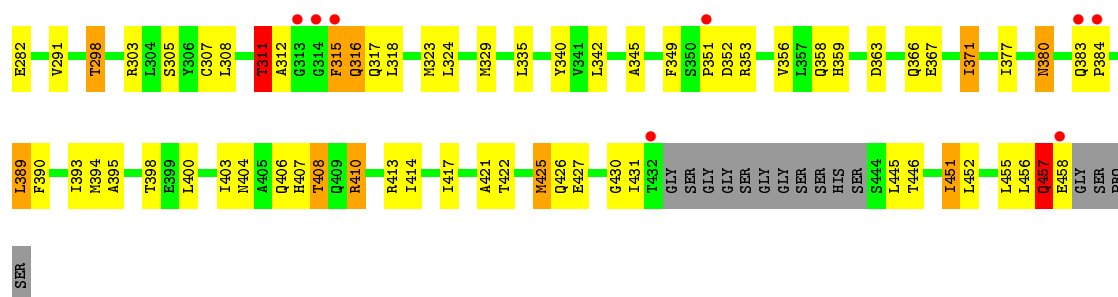 E282 V291 T298 R303 L304 S305 Y306 C307 L308 T311 A312 G313 G314 F315 Q316 Q317 L318 M323 L324 M329 L335 Y340 V341 L342 A345 F349 S350 P351 D352 R353 V356 L357 Q358 H359 D363 Q366 E367 I371 I377 N380 Q383 P384
L389 F390 I393 M394 A395 T398 E399 L400 I403 N404 A405 Q406 H407 T408 Q409 R410 R413 I414 I417 A421 T422 M425 Q426 E427 G430 I431 T432 GLY SER GLY GLY SER GLY GLY SER SER HIS SER S444 L445 T446 I451 L452 L455 L456 Q457 E458 GLY SER PRO
SER